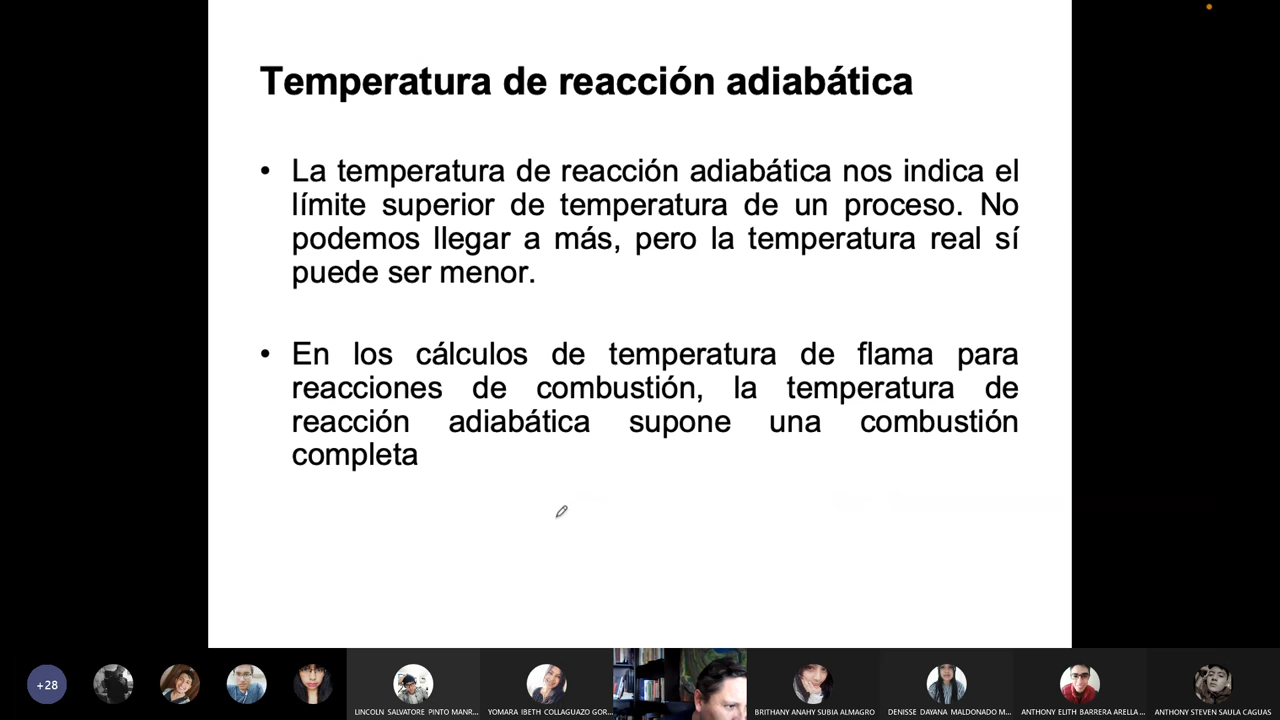 Temperatura de reacción adiabática
• La temperatura de reacción adiabática nos indica el
límite superior de temperatura de un proceso. No
podemos llegar a más, pero la temperatura real sí
puede ser menor.
• En los cálculos de temperatura de flama para
reacciones de combustión, la temperatura de
reacción adiabática supone una combustión
completa
+28
LINCOLN SALVATORE PINTO MANR...
YOMARA IBETH COLLAGUAZO GOR...
BRITHANY ANAHY SUBIA ALMAGRO
DENISSE DAYANA MALDONADO M...
ANTHONY ELITH BARRERA ARELLA ...
ANTHONY STEVEN SAULA CAGUAS